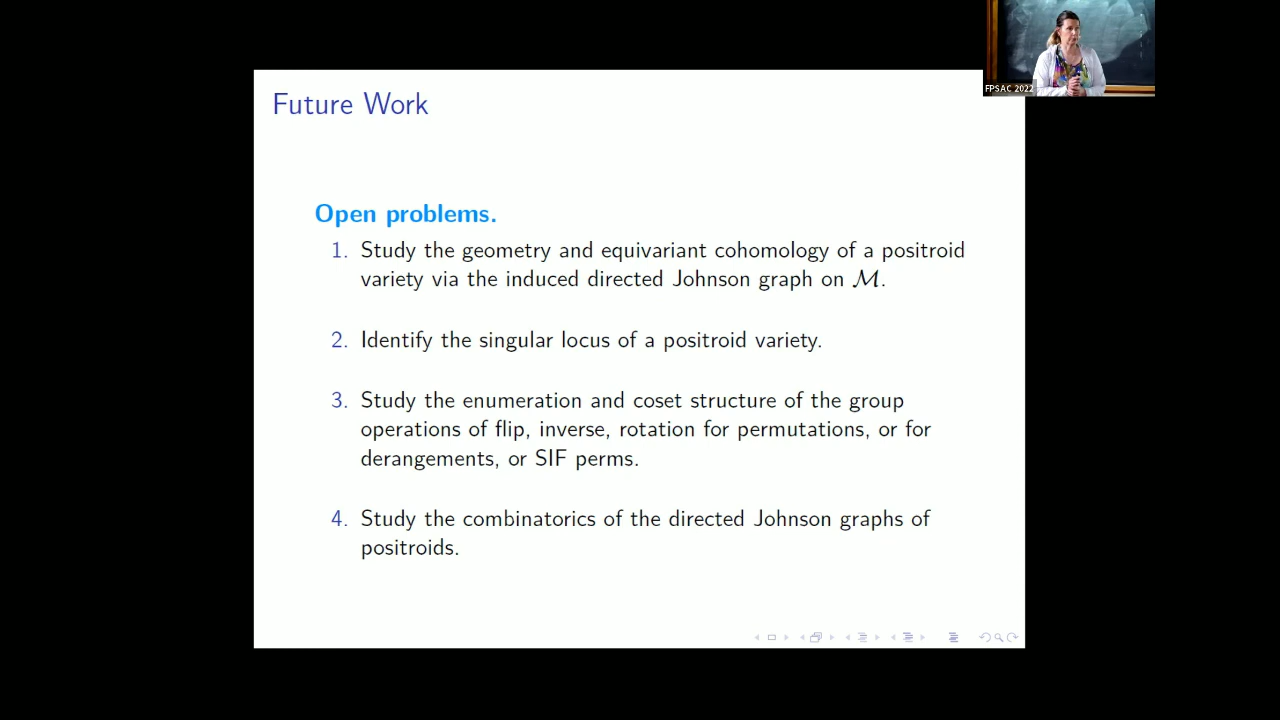 FPSAC 2022
Future Work
Open problems.
1. Study the geometry and equivariant cohomology of a positroid
variety via the induced directed Johnson graph on ℳ.
2. Identify the singular locus of a positroid variety.
3. Study the enumeration and coset structure of the group
operations of flip, inverse, rotation for permutations, or for
derangements, or SIF perms.
4. Study the combinatorics of the directed Johnson graphs of
positroids.